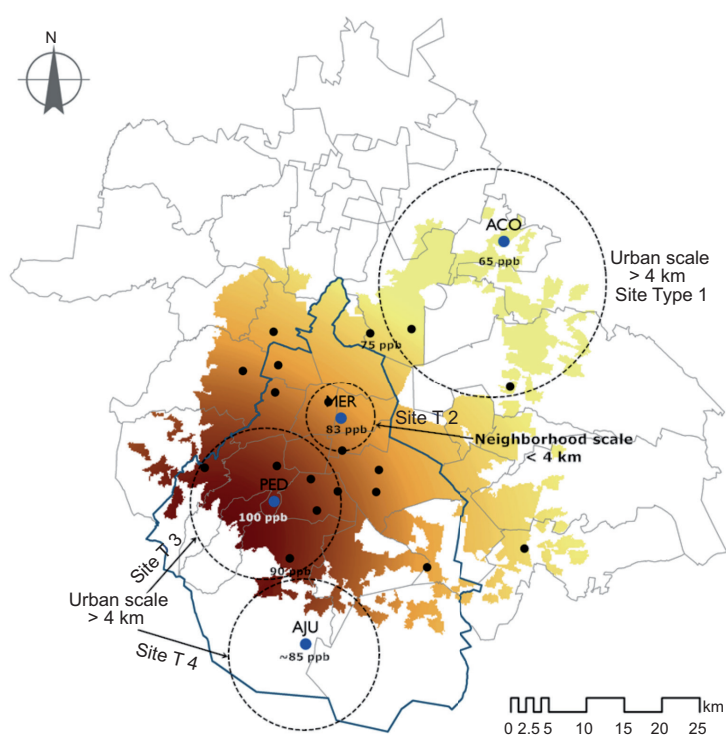 N
ACO
65 ppb
Urban scale
> 4 km
Site Type 1
75 ppb
MER
83 ppb
Site T 2
Neighborhood scale
< 4 km
PED
100 ppb
90 ppb
Site T 3
Urban scale
> 4 km
Site T 4
AJU
~85 ppb
km
0 2.5 5 10 15 20 25